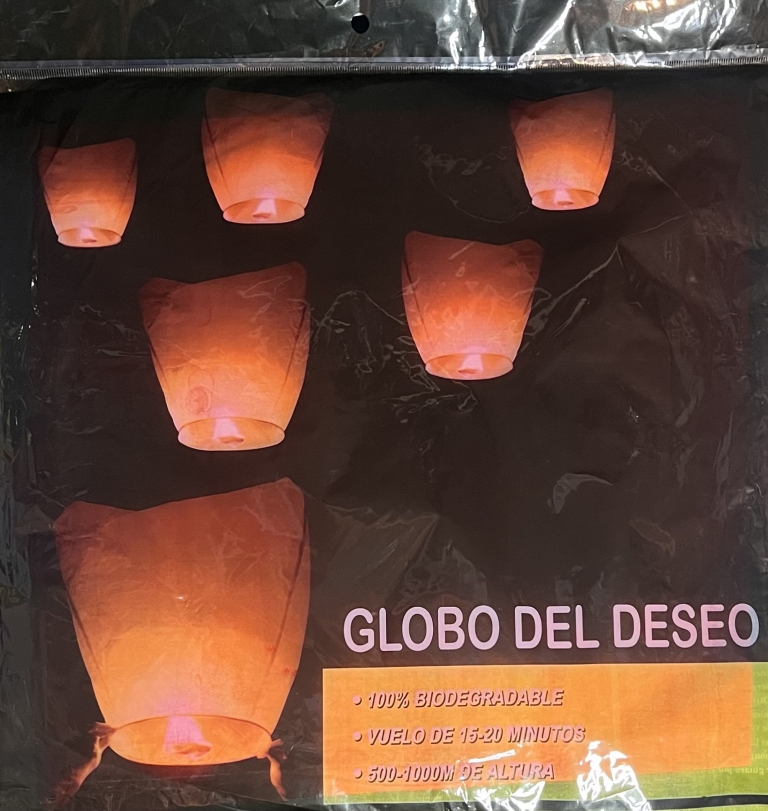 GLOBO DEL DESEO
• 100% BIODEGRADABLE
• VUELO DE 15-20 MINUTOS
• 500-1000M DE ALTURA